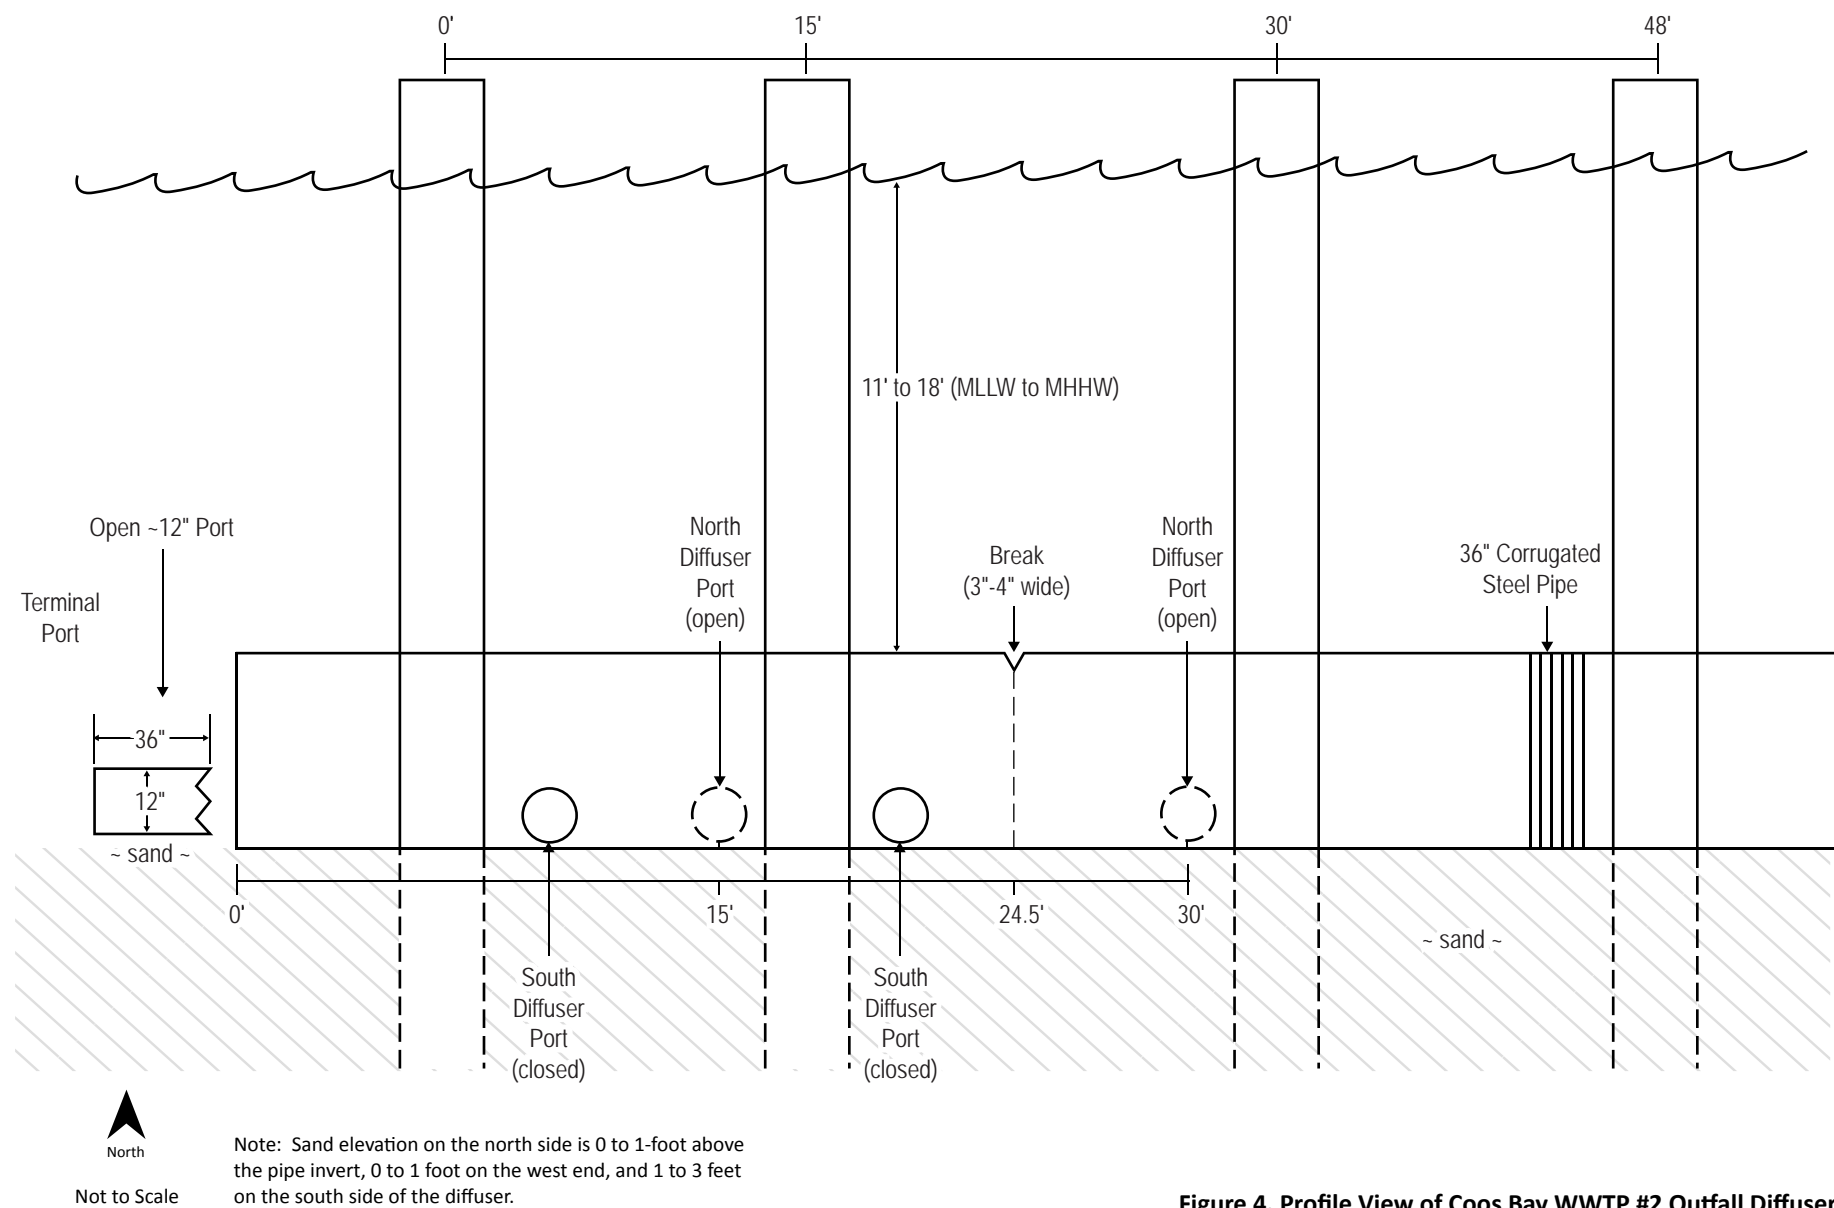 0' 15' 30' 48'
11' to 18' (MLLW to MHHW)
Open ~12" Port
Terminal
Port
North
Diffuser
Port
(open)
Break
(3"-4" wide)
North
Diffuser
Port
(open)
36" Corrugated
Steel Pipe
36"
12"
~ sand ~
0' 15' 24.5' 30'
~ sand ~
South
Diffuser
Port
(closed)
South
Diffuser
Port
(closed)
North
Not to Scale
Note: Sand elevation on the north side is 0 to 1-foot above
the pipe invert, 0 to 1 foot on the west end, and 1 to 3 feet
on the south side of the diffuser.
Figure 4. Profile View of Coos Bay WWTP #2 Outfall Diffuser